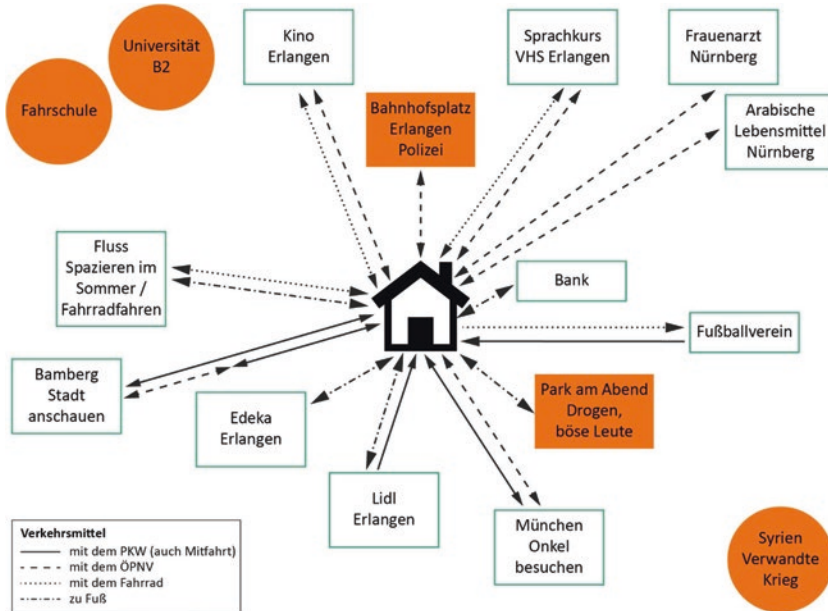 Universität
B2
Fahrschule
Kino
Erlangen
Bahnhofsplatz
Erlangen
Polizei
Sprachkurs
VHS Erlangen
Frauenarzt
Nürnberg
Arabische
Lebensmittel
Nürnberg
Fluss
Spazieren im
Sommer /
Fahrradfahren
Bank
Fußballverein
Bamberg
Stadt
anschauen
Edeka
Erlangen
Park am Abend
Drogen,
böse Leute
Lidl
Erlangen
München
Onkel
besuchen
Syrien
Verwandte
Krieg
Verkehrsmittel
mit dem PKW (auch Mitfahrt)
mit dem ÖPNV
mit dem Fahrrad
zu Fuß